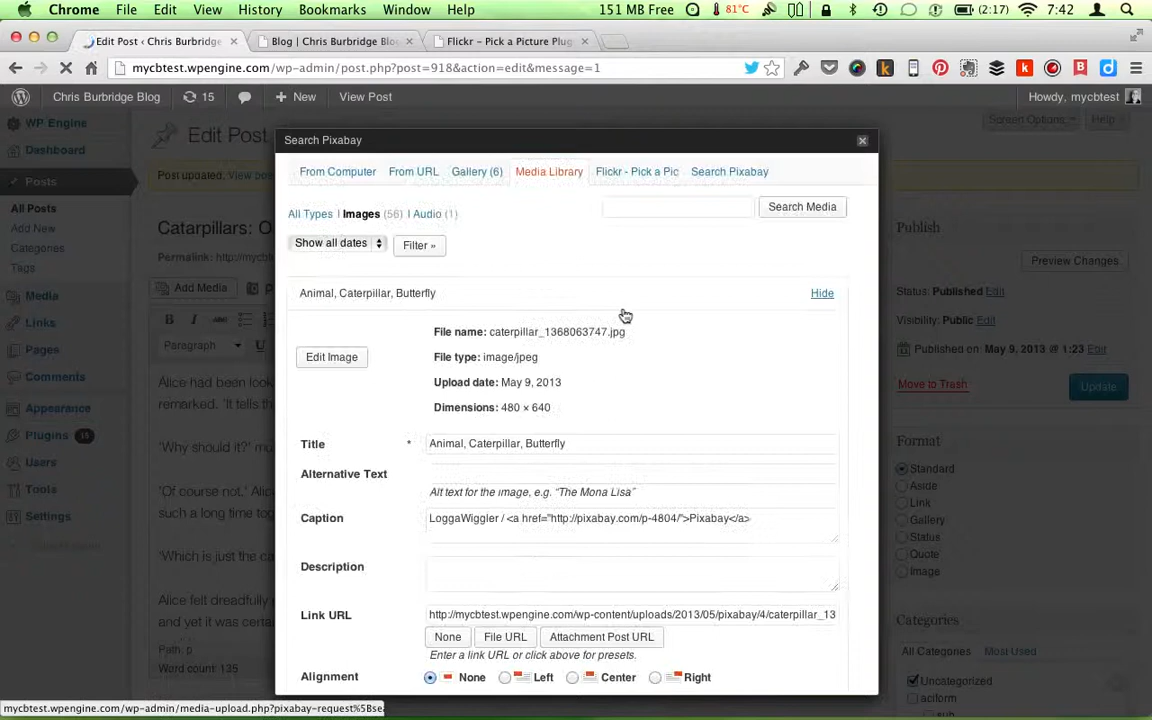 Chrome File Edit View History Bookmarks Window Help 151 MB Free 81°C (2:17) 7:42
Edit Post ‹ Chris Burbridge Blog | Chris Burbridge Bl Flickr – Pick a Picture Plug
mycbtest.wpengine.com/wp-admin/post.php?post=918&action=edit&message=1
Chris Burbridge Blog 15 New View Post Howdy, mycbtest
WP Engine
Dashboard
Posts
All Posts
Add New
Categories
Tags
Media
Links
Pages
Comments
Appearance
Plugins 15
Users
Tools
Settings
Edit Post
Screen Options Help
Post updated. View
Caterpillars: O
Permalink: http://myc
Add Media
B I
Paragraph U
Alice had been look
remarked. 'It tells th
"Why should it?' mu
'Of course not.' Alic
such a long time tog
'Which is just the ca
Alice felt dreadfully
and yet it was certai
Path: p
Word count: 135
Search Pixabay
From Computer From URL Gallery (6) Media Library Flickr - Pick a Pic Search Pixabay
All Types | Images (56) | Audio (1) Search Media
Show all dates Filter »
Animal, Caterpillar, Butterfly Hide
File name: caterpillar_1368063747.jpg
Edit Image File type: image/jpeg
Upload date: May 9, 2013
Dimensions: 480 × 640
Title * Animal, Caterpillar, Butterfly
Alternative Text
Alt text for the image, e.g. "The Mona Lisa"
Caption LoggaWiggler / <a href="http://pixabay.com/p-4804/">Pixabay</a>
Description
Link URL http://mycbtest.wpengine.com/wp-content/uploads/2013/05/pixabay/4/caterpillar_13
None File URL Attachment Post URL
Enter a link URL or click above for presets.
Alignment None Left Center Right
Publish
Preview Changes
Status: Published Edit
Visibility: Public Edit
Published on: May 9, 2013 @ 1:23 Edit
Move to Trash Update
Format
Standard
Aside
Link
Gallery
Status
Quote
Image
Categories
All Categories Most Used
Uncategorized
aciform
sub
mycbtest.wpengine.com/wp-admin/media-upload.php?pixabay-request%5Bse